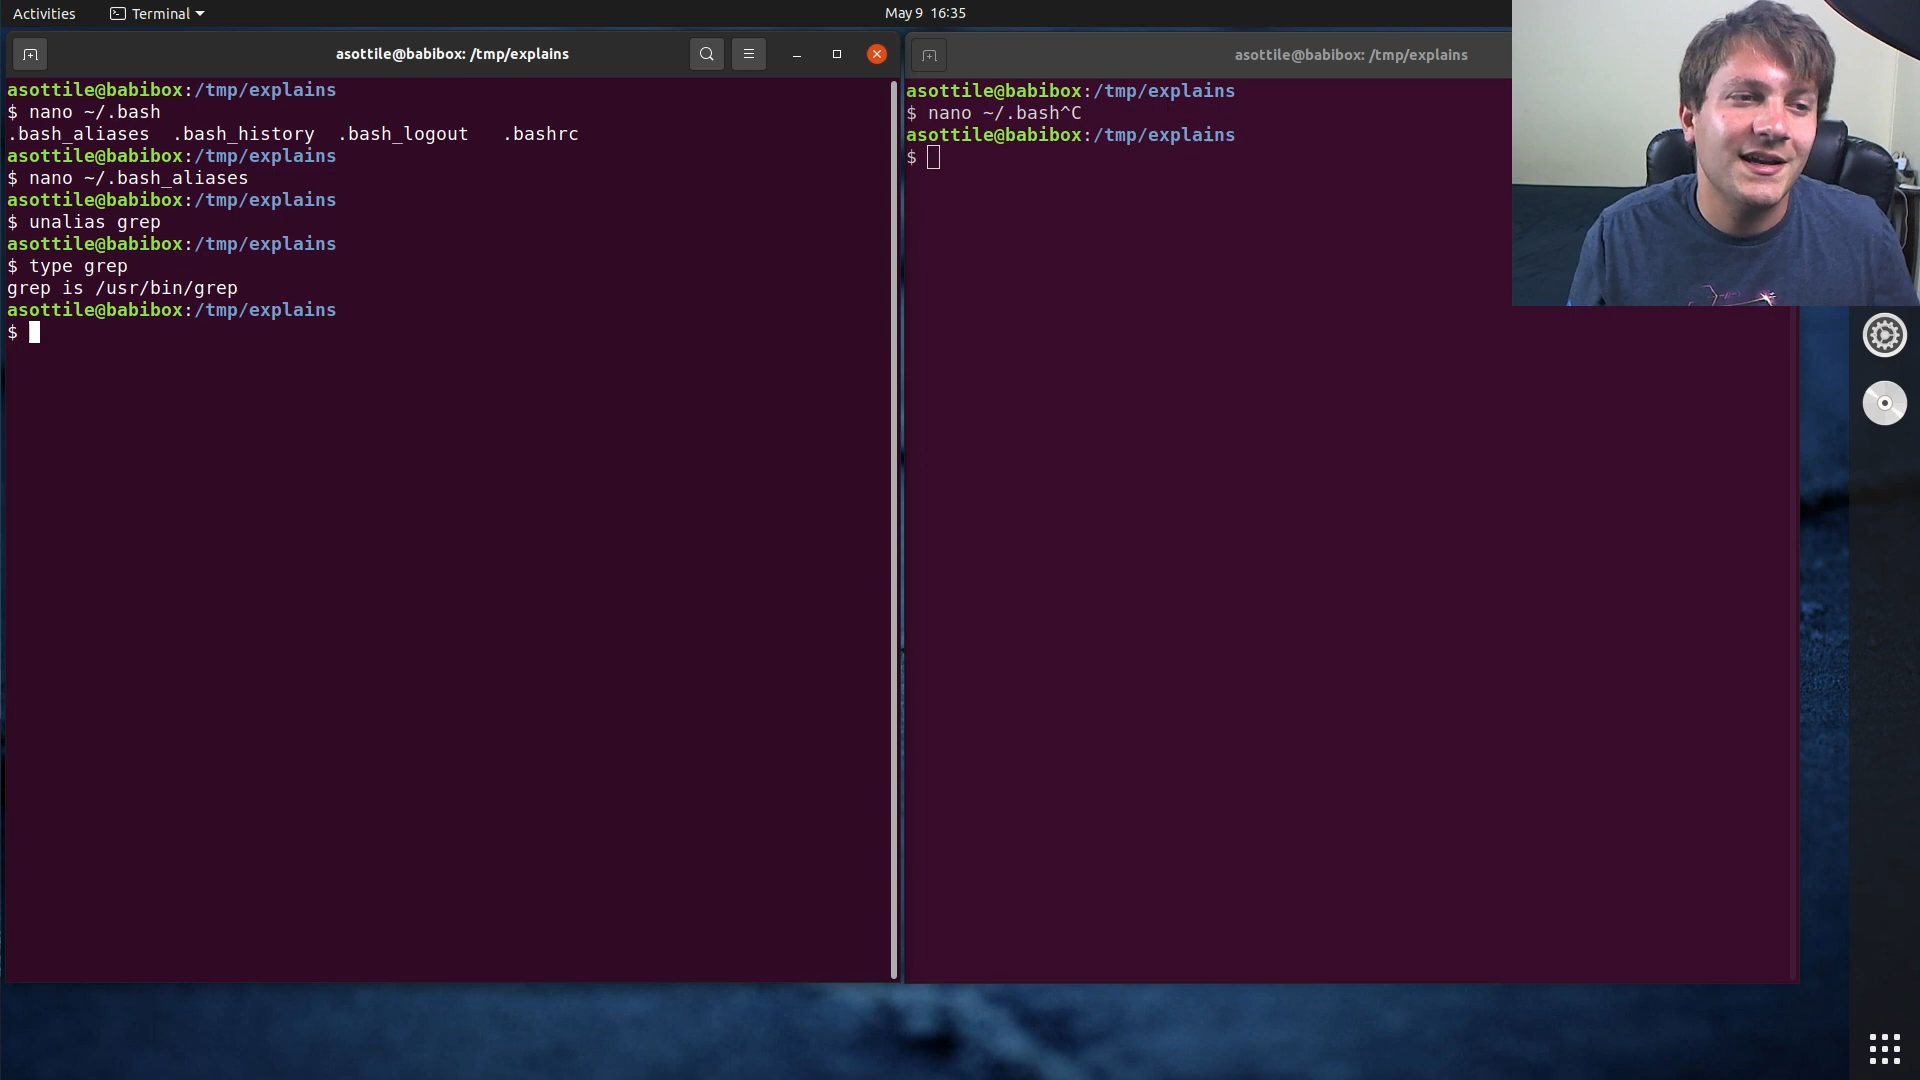 Activities
Terminal
May 9 16:35
asottile@babibox: /tmp/explains
asottile@babibox:/tmp/explains
$ nano ~/.bash
.bash_aliases .bash_history .bash_logout .bashrc
asottile@babibox:/tmp/explains
$ nano ~/.bash_aliases
asottile@babibox:/tmp/explains
$ unalias grep
asottile@babibox:/tmp/explains
$ type grep
grep is /usr/bin/grep
asottile@babibox:/tmp/explains
$
asottile@babibox: /tmp/explains
asottile@babibox:/tmp/explains
$ nano ~/.bash^C
asottile@babibox:/tmp/explains
$